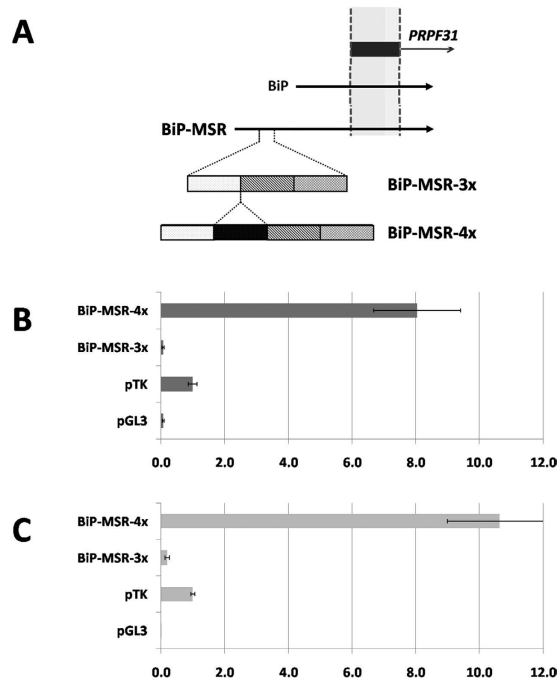 A
PRPF31
BiP
BiP-MSR
BiP-MSR-3x
BiP-MSR-4x
B
BiP-MSR-4x
BiP-MSR-3x
pTK
pGL3
0.0 2.0 4.0 6.0 8.0 10.0 12.0
C
BiP-MSR-4x
BiP-MSR-3x
pTK
pGL3
0.0 2.0 4.0 6.0 8.0 10.0 12.0